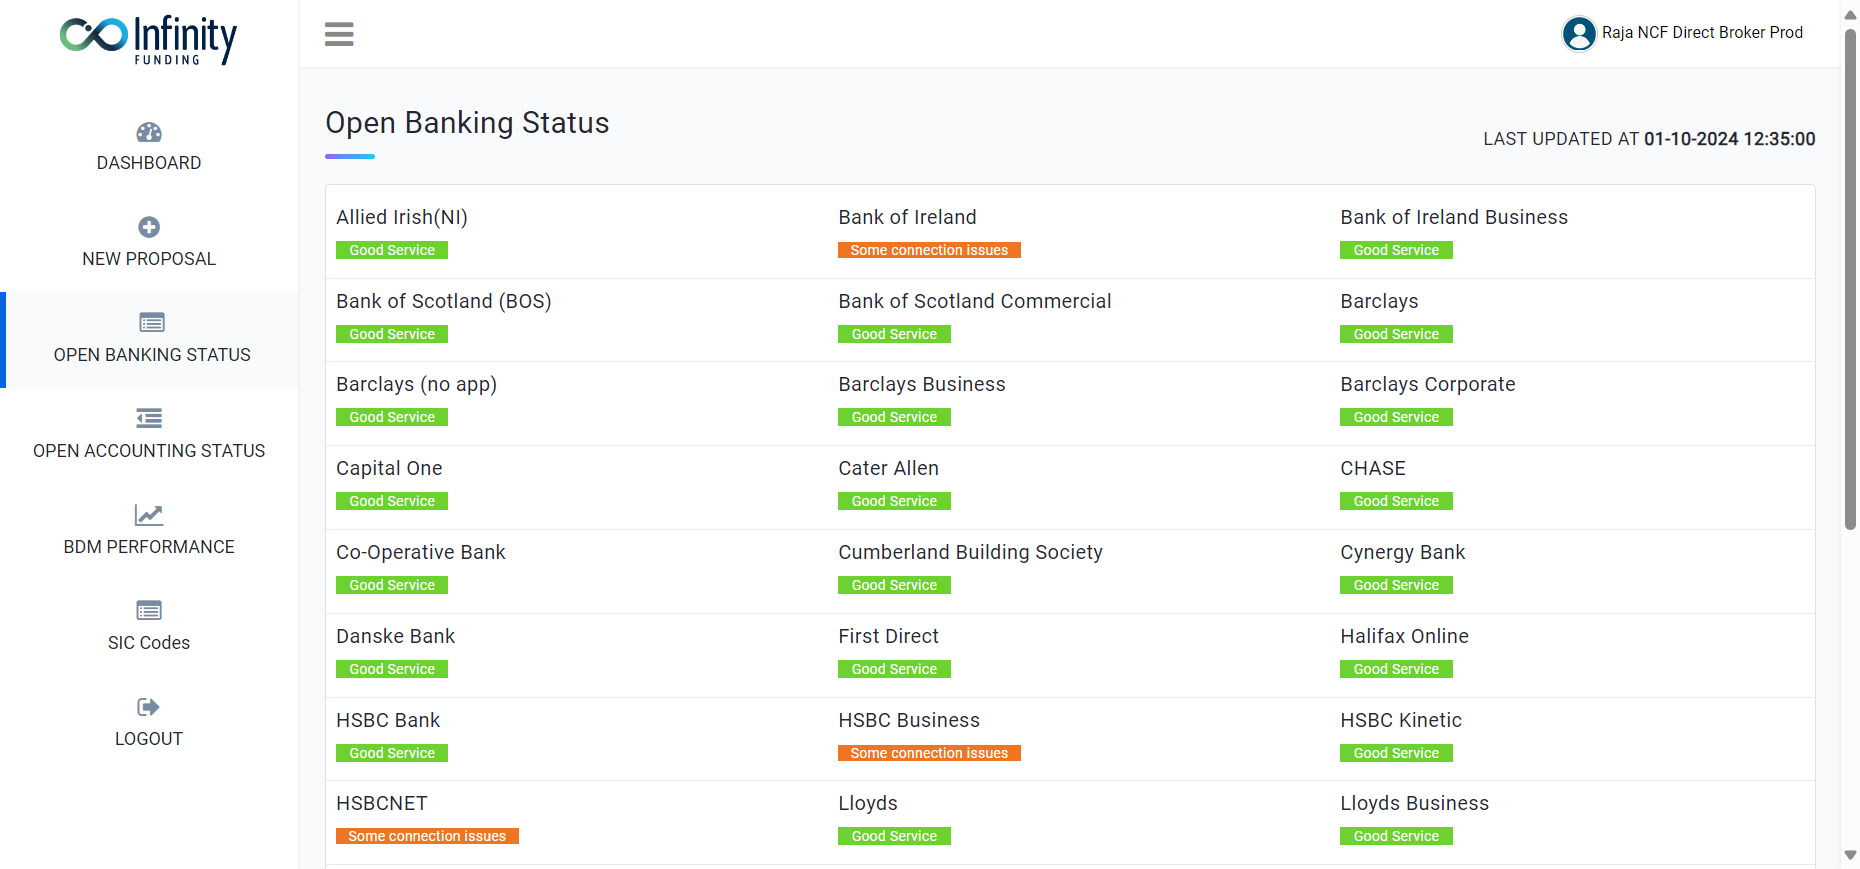 Infinity
FUNDING
Raja NCF Direct Broker Prod
DASHBOARD
NEW PROPOSAL
OPEN BANKING STATUS
OPEN ACCOUNTING STATUS
BDM PERFORMANCE
SIC Codes
LOGOUT
Open Banking Status
LAST UPDATED AT 01-10-2024 12:35:00
Allied Irish(NI)
Good Service
Bank of Ireland
Some connection issues
Bank of Ireland Business
Good Service
Bank of Scotland (BOS)
Good Service
Bank of Scotland Commercial
Good Service
Barclays
Good Service
Barclays (no app)
Good Service
Barclays Business
Good Service
Barclays Corporate
Good Service
Capital One
Good Service
Cater Allen
Good Service
CHASE
Good Service
Co-Operative Bank
Good Service
Cumberland Building Society
Good Service
Cynergy Bank
Good Service
Danske Bank
Good Service
First Direct
Good Service
Halifax Online
Good Service
HSBC Bank
Good Service
HSBC Business
Some connection issues
HSBC Kinetic
Good Service
HSBCNET
Some connection issues
Lloyds
Good Service
Lloyds Business
Good Service